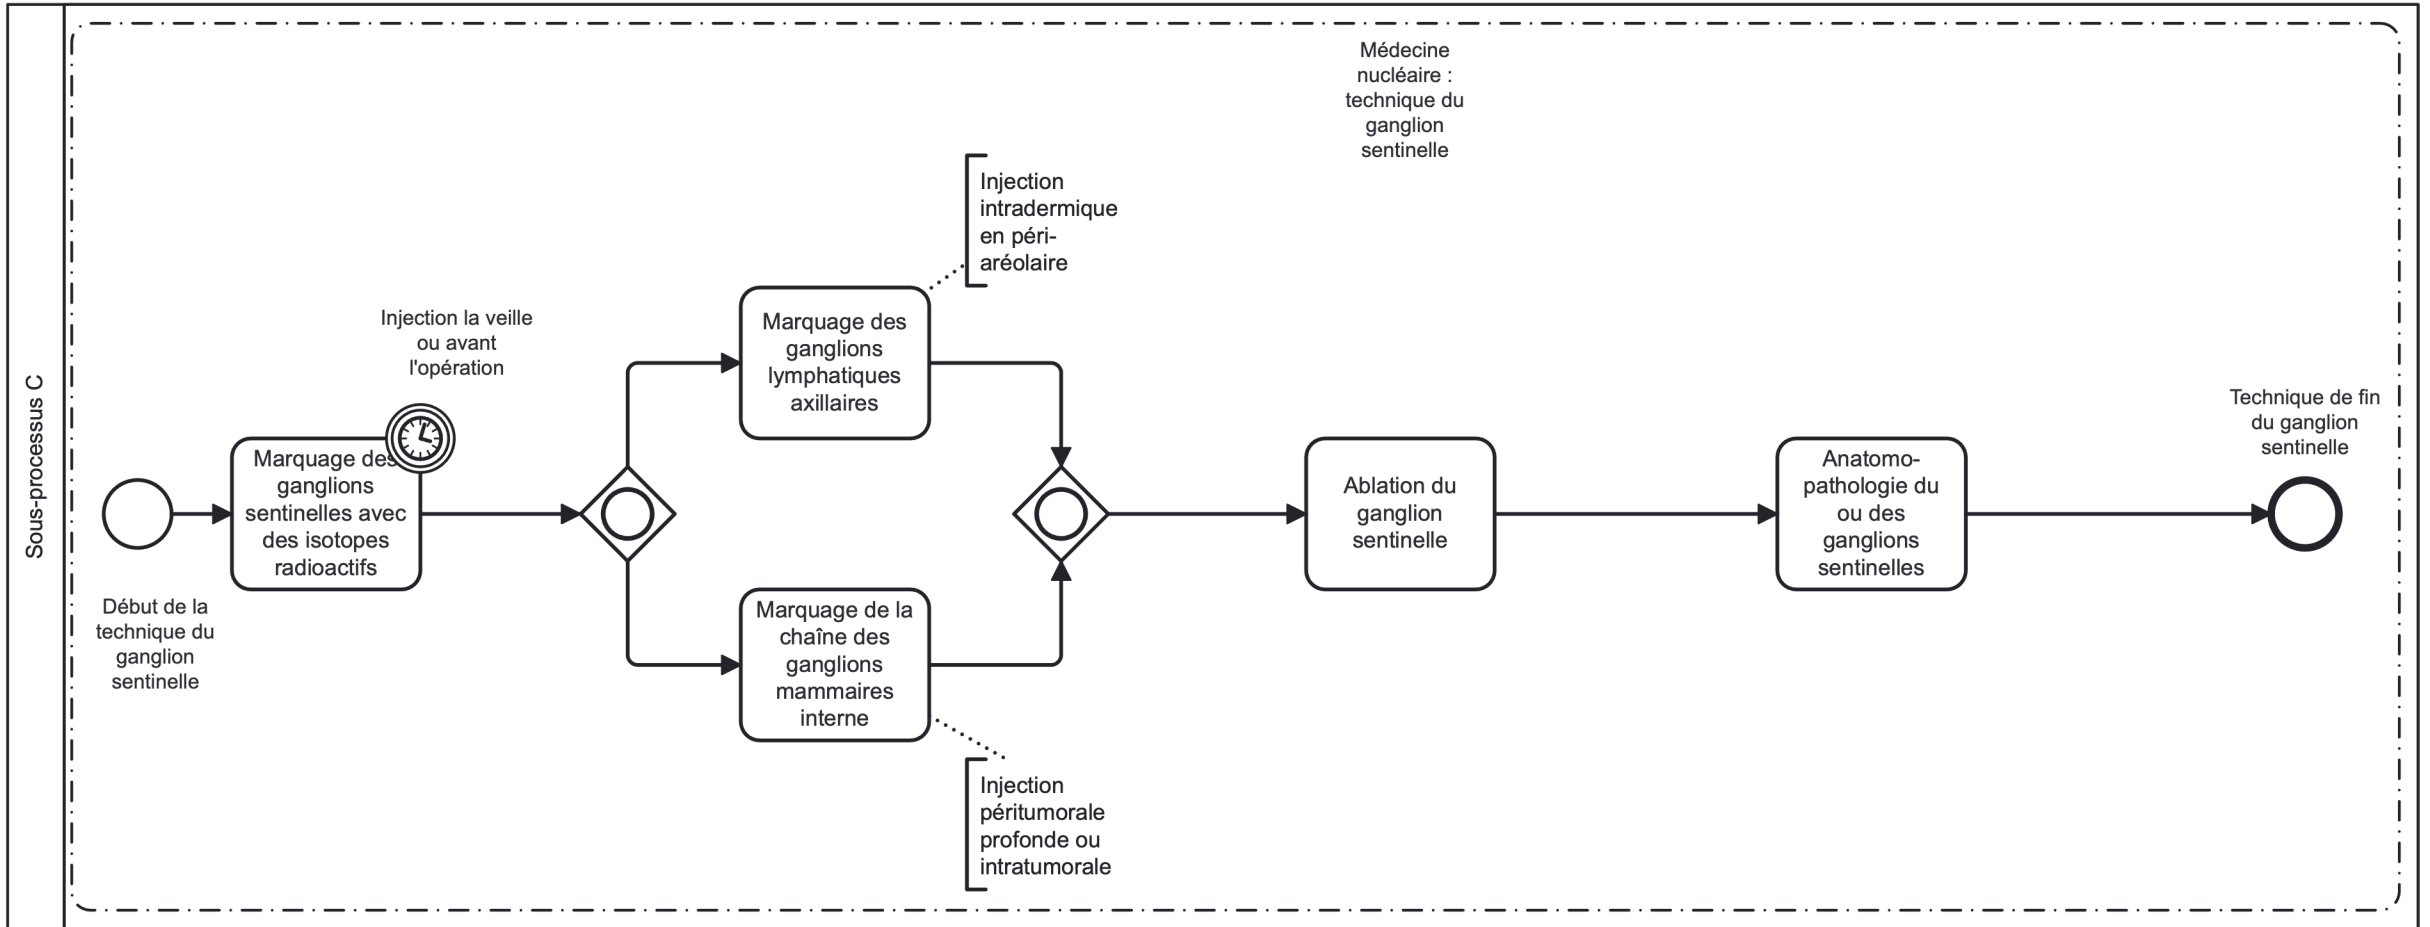 Sous-processus C
Médecine
nucléaire :
technique du
ganglion
sentinelle
Début de la
technique du
ganglion
sentinelle
Marquage des
ganglions
sentinelles avec
des isotopes
radioactifs
Injection la veille
ou avant
l'opération
Marquage des
ganglions
lymphatiques
axillaires
Injection
intradermique
en péri-
aréolaire
Marquage de la
chaîne des
ganglions
mammaires
interne
Injection
péritumorale
profonde ou
intratumorale
Ablation du
ganglion
sentinelle
Anatomo-
pathologie du
ou des
ganglions
sentinelles
Technique de fin
du ganglion
sentinelle